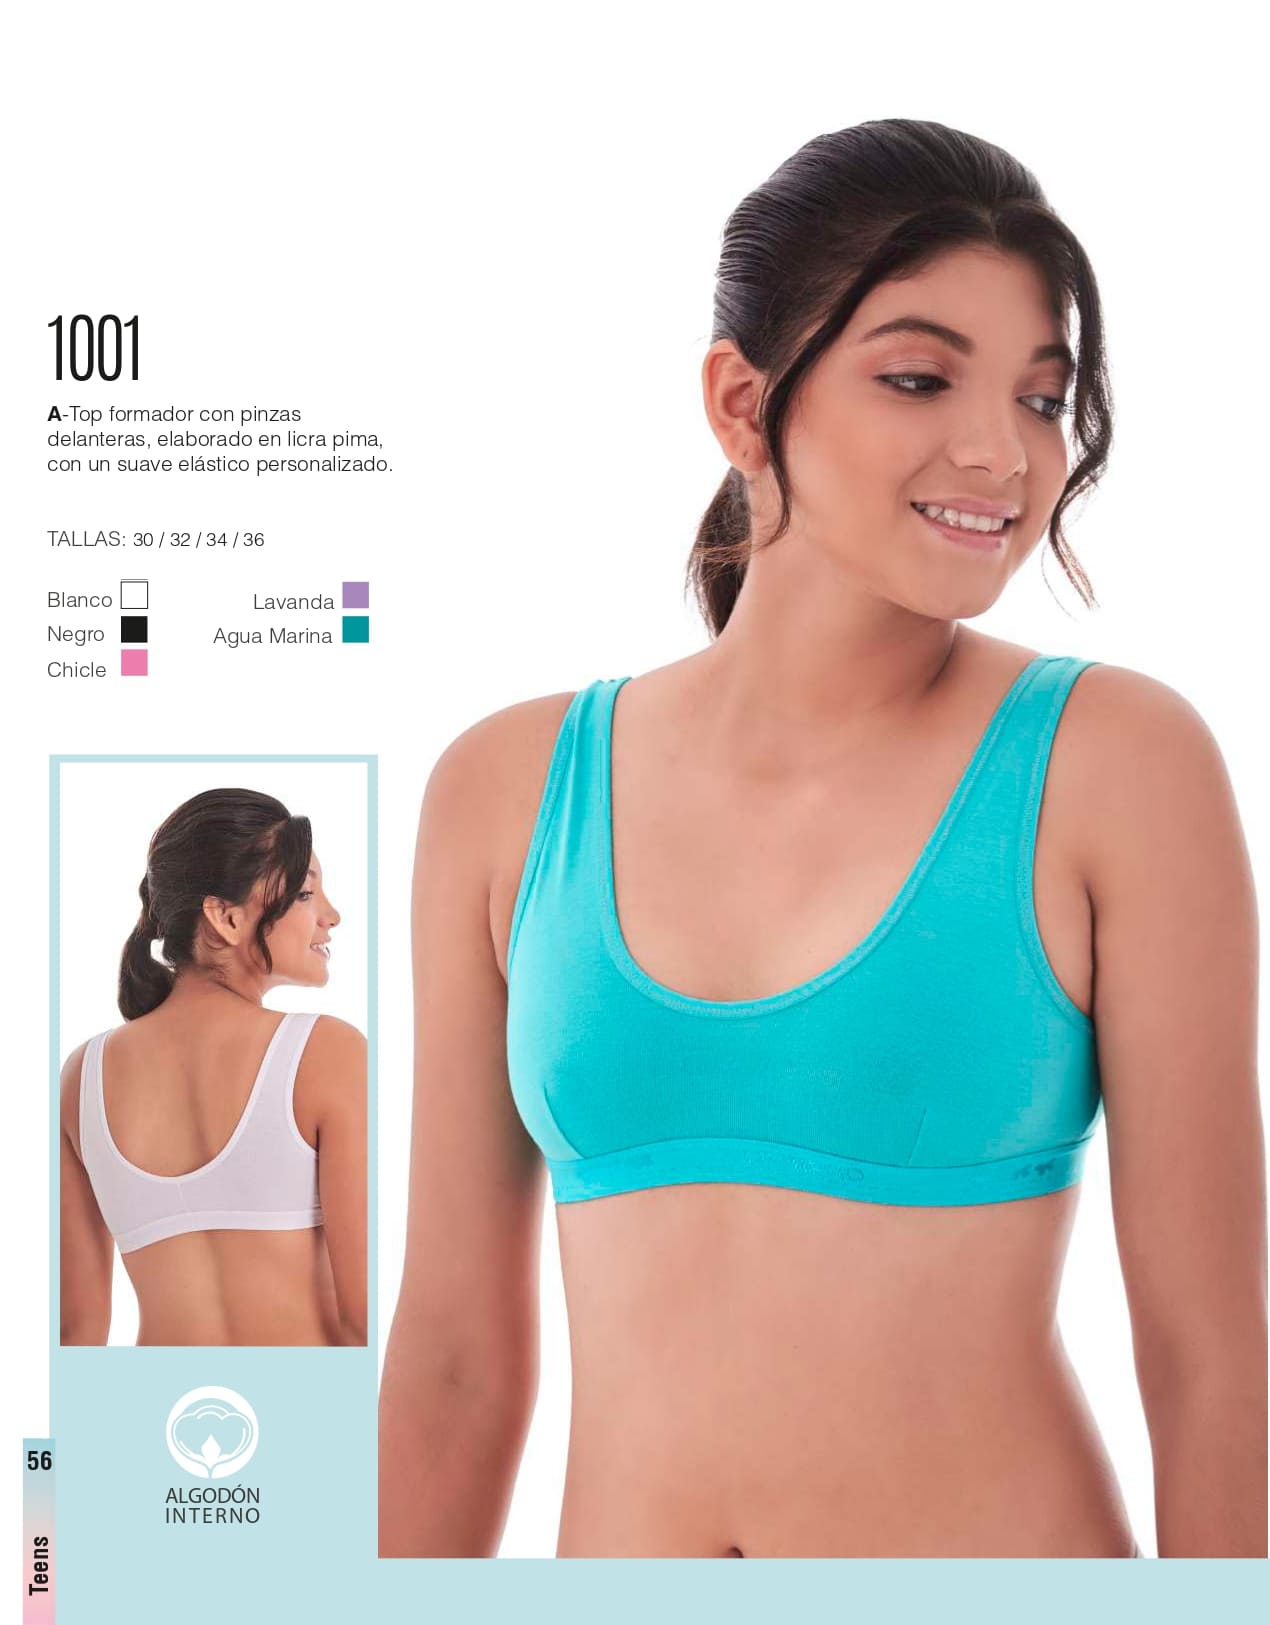 1001
A-Top formador con pinzas
delanteras, elaborado en licra pima,
con un suave elástico personalizado.
TALLAS: 30 / 32 / 34 / 36
Blanco
Negro
Chicle
Lavanda
Agua Marina
ALGODÓN
INTERNO
56
Teens